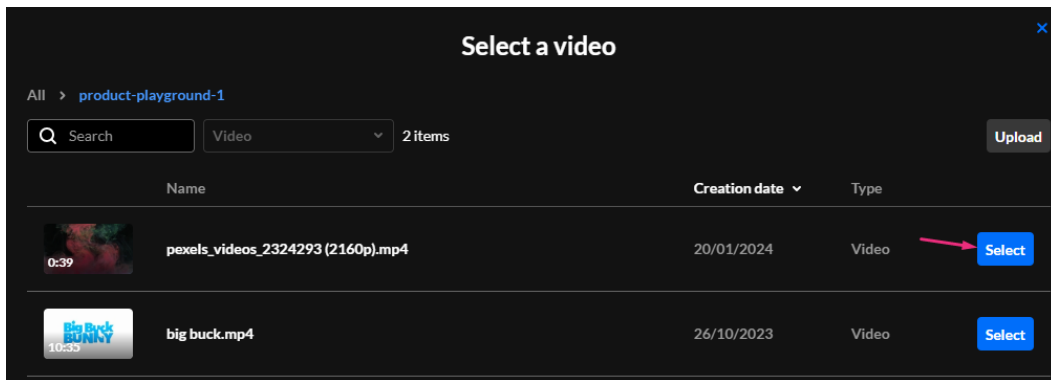 Select a video
All > product-playground-1
Search Video 2 items Upload
Name Creation date Type
0:39 pexels_videos_2324293 (2160p).mp4 20/01/2024 Video Select
Big Buck
BUNNY
10:35 big buck.mp4 26/10/2023 Video Select